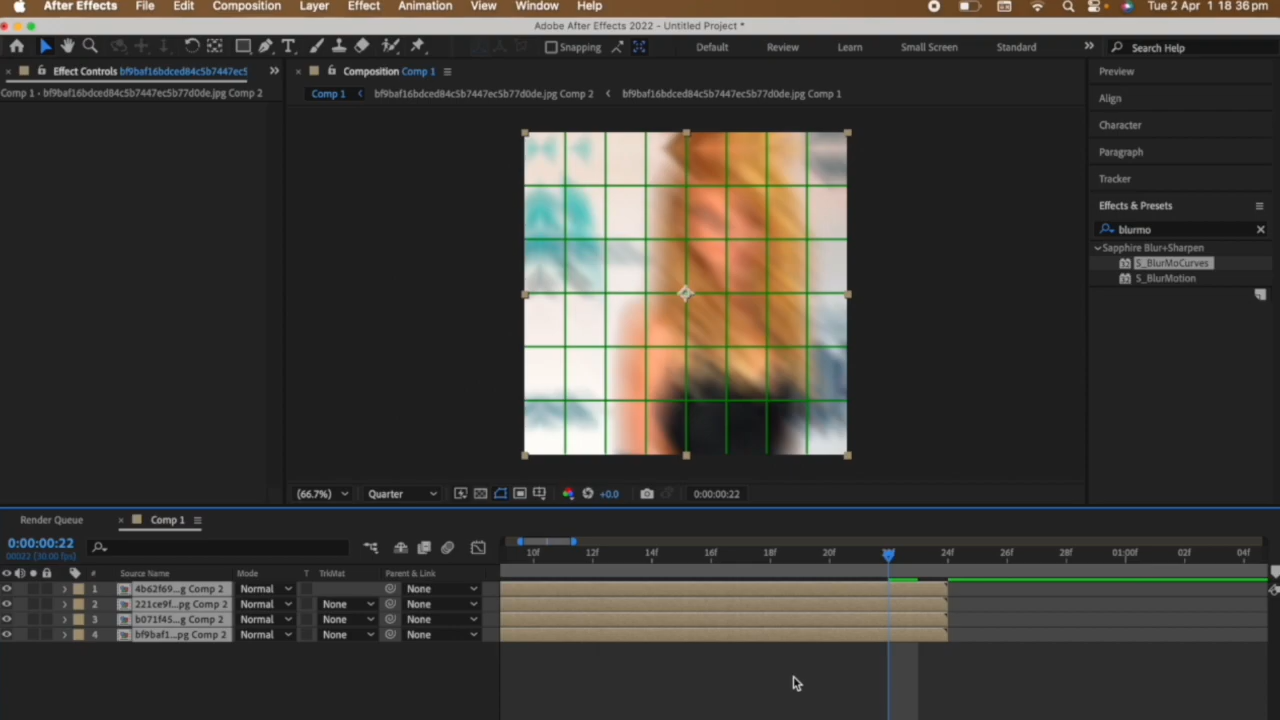 After Effects File Edit Composition Layer Effect Animation View Window Help Tue 2 Apr 1 18 36 pm
Adobe After Effects 2022 - Untitled Project *
Snapping Default Review Learn Small Screen Standard Search Help
Effect Controls bf9baf16bdced84c5b7447ec5
Composition Comp 1
Preview
Comp 1 · bf9baf16bdced84c5b7447ec5b77d0de.jpg Comp 2
Comp 1 bf9baf16bdced84c5b7447ec5b77d0de.jpg Comp 2 bf9baf16bdced84c5b7447ec5b77d0de.jpg Comp 1
Align
Character
Paragraph
Tracker
Effects & Presets
blurmo
Sapphire Blur+Sharpen
S_BlurMoCurves
S_BlurMotion
(66.7%) Quarter +0.0 0:00:00:22
Render Queue Comp 1
0:00:00:22
00022 (30.00 fps)
10f 12f 14f 16f 18f 20f 24f 26f 28f 01:00f 02f 04f
# Source Name Mode T TrkMat Parent & Link
1 4b62f69...g Comp 2 Normal None
2 221ce9f...pg Comp 2 Normal None None
3 b071f45...g Comp 2 Normal None None
4 bf9baf1...pg Comp 2 Normal None None